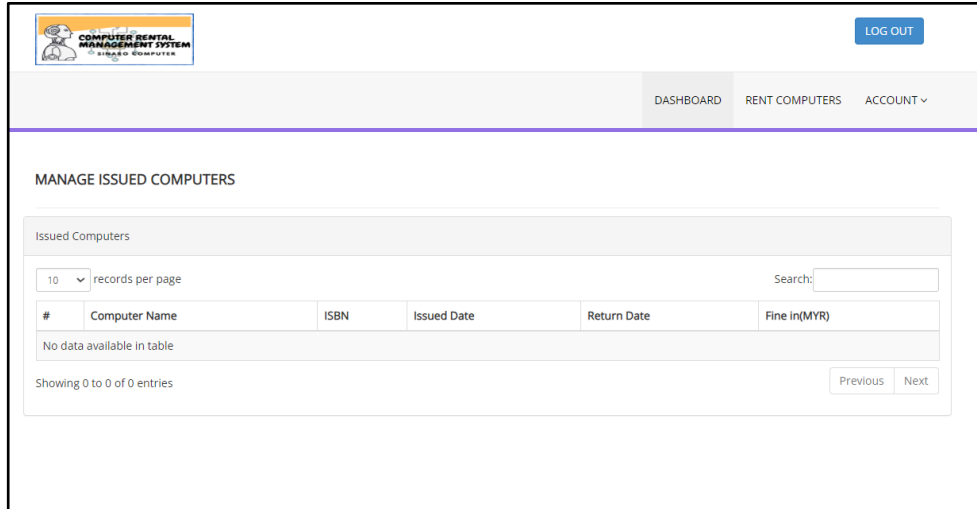 COMPUTER RENTAL
MANAGEMENT SYSTEM
SINARO COMPUTER
LOG OUT
DASHBOARD RENT COMPUTERS ACCOUNT
MANAGE ISSUED COMPUTERS
Issued Computers
10 records per page Search:
# Computer Name ISBN Issued Date Return Date Fine in(MYR)
No data available in table
Showing 0 to 0 of 0 entries Previous Next